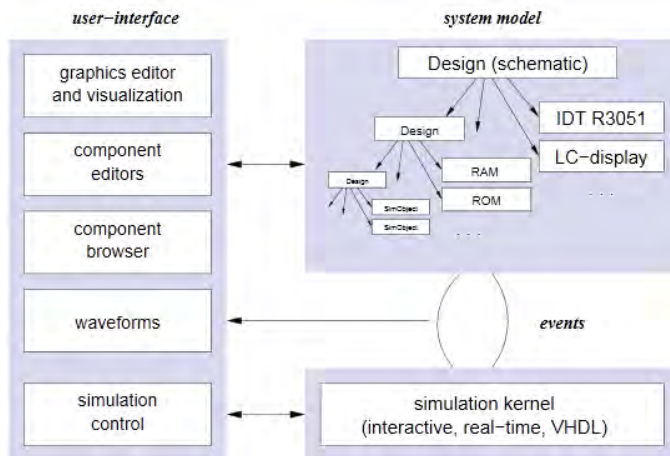 user-interface
graphics editor
and visualization
component
editors
component
browser
waveforms
simulation
control
system model
Design (schematic)
IDT R3051
LC-display
. . .
Design
RAM
ROM
. . .
Design
SimObject
SimObject
events
simulation kernel
(interactive, real-time, VHDL)